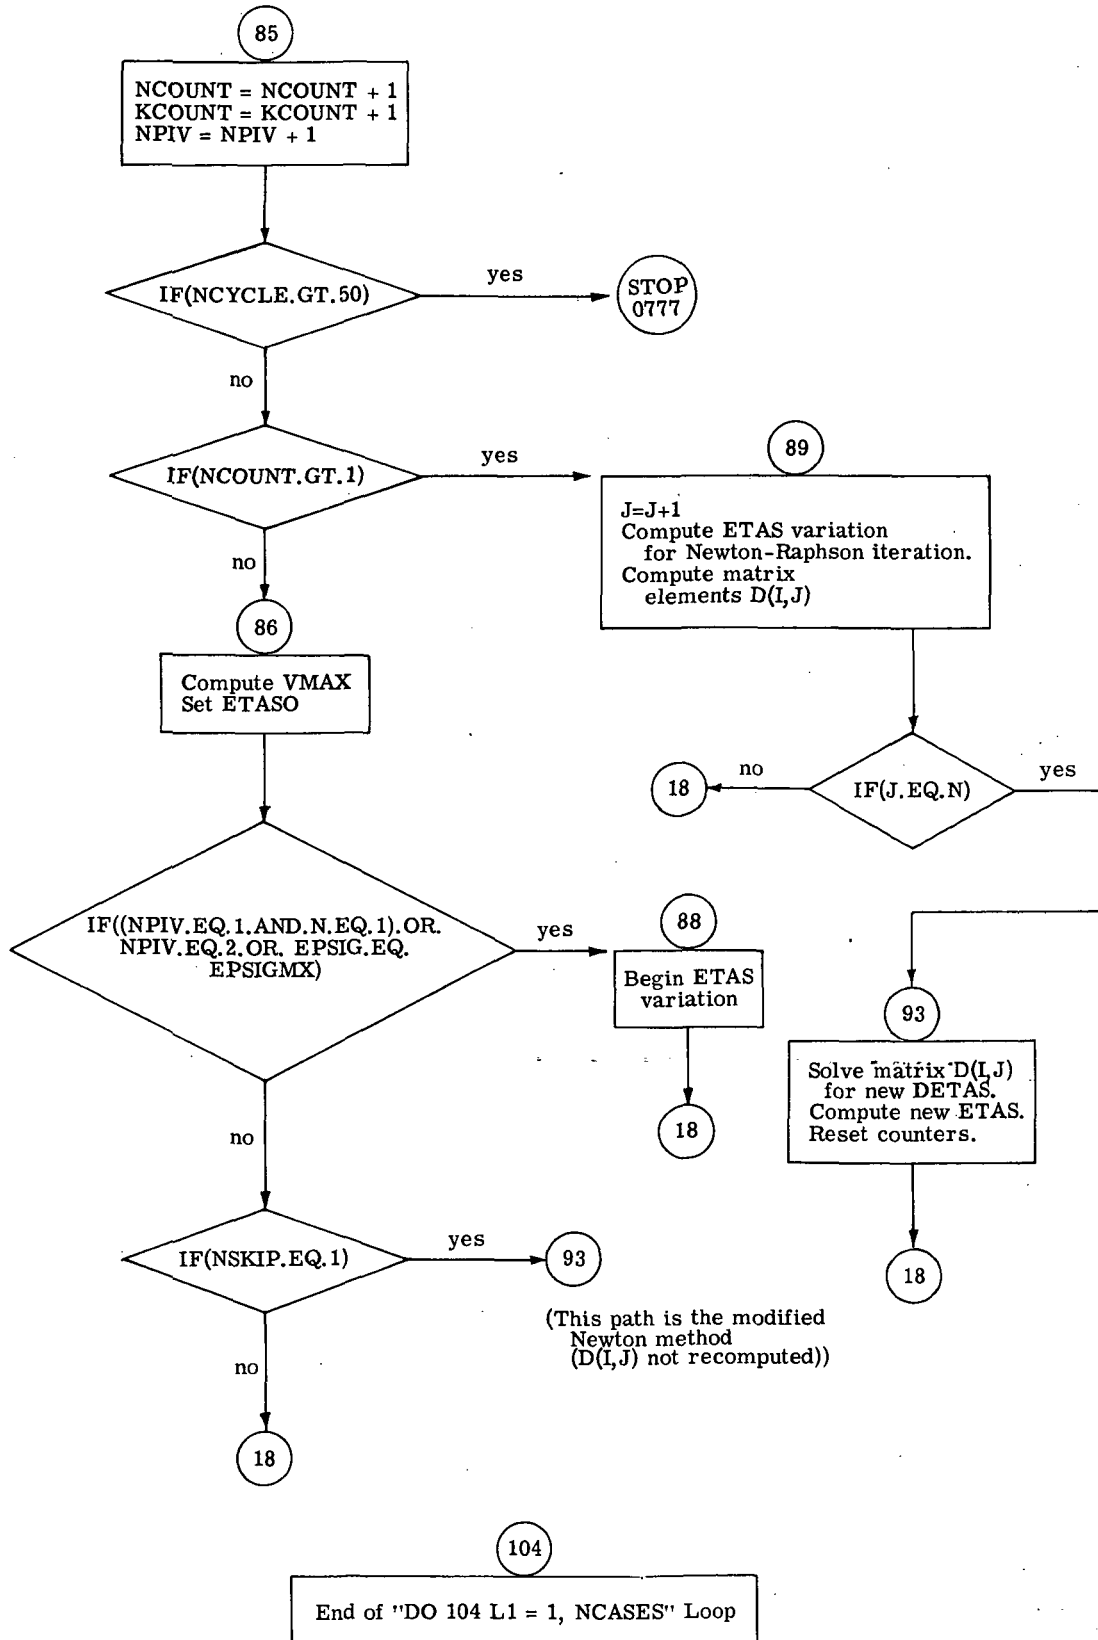 85
NCOUNT = NCOUNT + 1
KCOUNT = KCOUNT + 1
NPIV = NPIV + 1
IF(NCYCLE.GT.50)
yes
STOP
0777
no
IF(NCOUNT.GT.1)
yes
89
J=J+1
Compute ETAS variation
for Newton-Raphson iteration.
Compute matrix
elements D(I,J)
no
86
Compute VMAX
Set ETASO
18
no
IF(J.EQ.N)
yes
IF((NPIV.EQ.1.AND.N.EQ.1).OR.
NPIV.EQ.2.OR. EPSIG.EQ.
EPSIGMX)
yes
88
Begin ETAS
variation
18
93
Solve matrix D(I,J)
for new DETAS.
Compute new ETAS.
Reset counters.
18
no
IF(NSKIP.EQ.1)
yes
93
(This path is the modified
Newton method
(D(I,J) not recomputed))
no
18
104
End of "DO 104 L1 = 1, NCASES" Loop